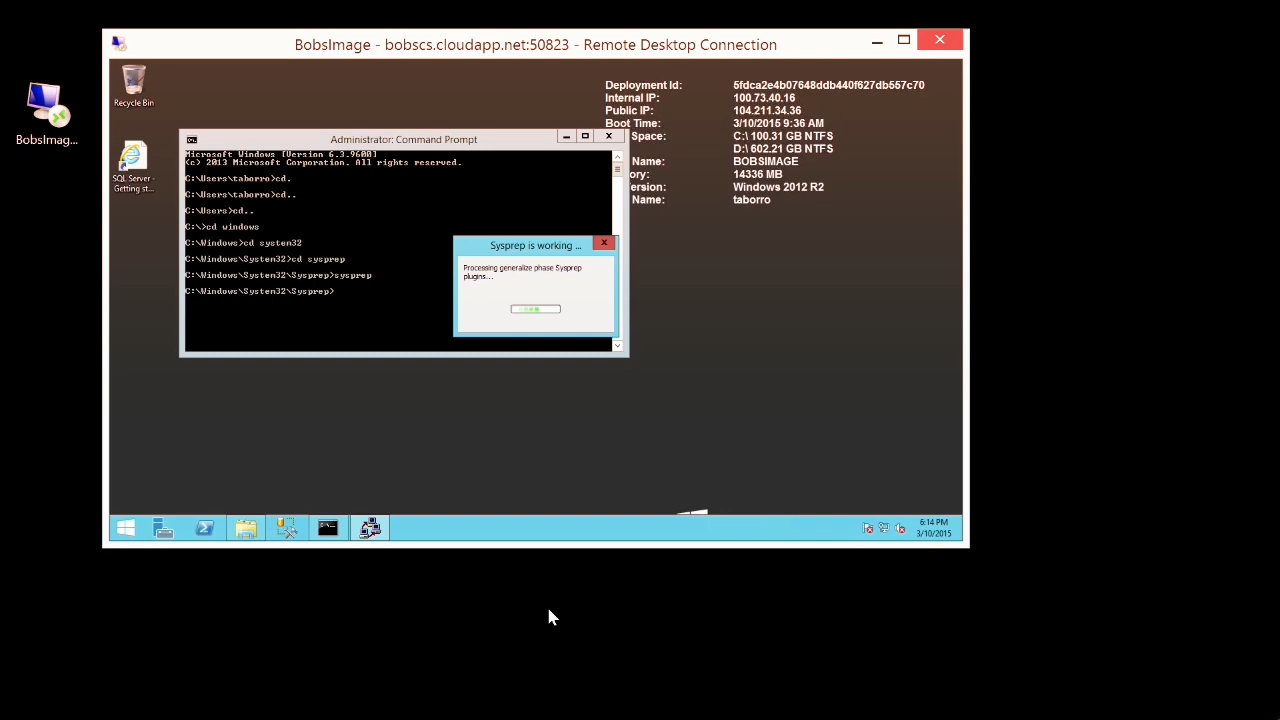 BobsImage - bobscs.cloudapp.net:50823 - Remote Desktop Connection
BobsImag...
Recycle Bin
SQL Server -
Getting st...
Deployment Id: 5fdca2e4b07648ddb440f627db557c70
Internal IP: 100.73.40.16
Public IP: 104.211.34.36
Boot Time: 3/10/2015 9:36 AM
Space: C:\ 100.31 GB NTFS
D:\ 602.21 GB NTFS
Name: BOBSIMAGE
ory: 14336 MB
ersion: Windows 2012 R2
Name: taborro
Administrator: Command Prompt
Microsoft Windows [Version 6.3.9600]
(c) 2013 Microsoft Corporation. All rights reserved.
C:\Users\taborro>cd.
C:\Users\taborro>cd..
C:\Users>cd..
C:\>cd windows
C:\Windows>cd system32
C:\Windows\System32>cd sysprep
C:\Windows\System32\Sysprep>sysprep
C:\Windows\System32\Sysprep>
Sysprep is working ...
Processing generalize phase Sysprep
plugins...
6:14 PM
3/10/2015